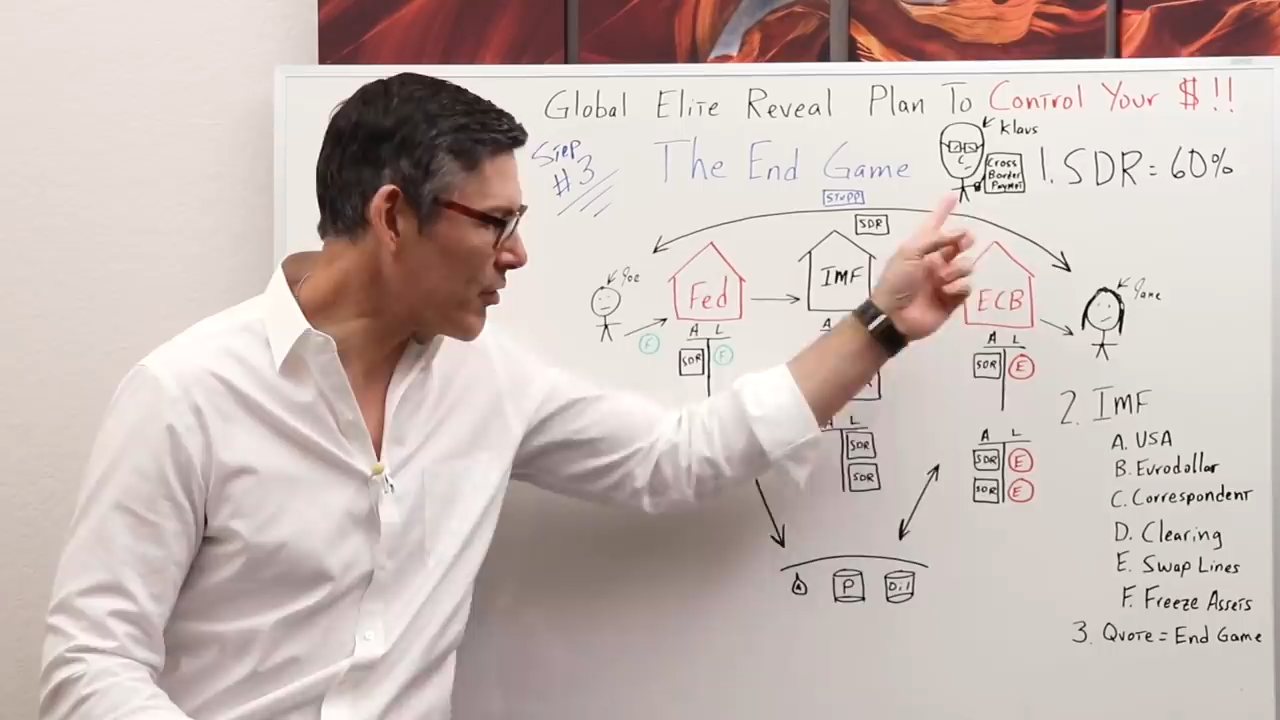 Global Elite Reveal Plan To Control Your $!!
Step
#3
The End Game
Klaus
Cross
Border
Paymet
1. SDR = 60%
STUPP
SDR
Joe
Fed
IMF
ECB
Jane
F
A L
SDR F
A
A L
SDR E
L
SDR
SDR
A L
SDR E
SDR E
P
Oil
2. IMF
A. USA
B. Eurodollar
C. Correspondent
D. Clearing
E. Swap Lines
F. Freeze Assets
3. Quote = End Game